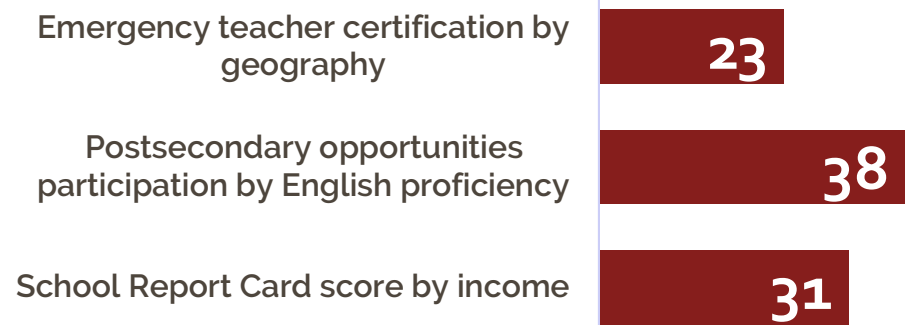 Emergency teacher certification by
geography
23
Postsecondary opportunities
participation by English proficiency
38
School Report Card score by income
31